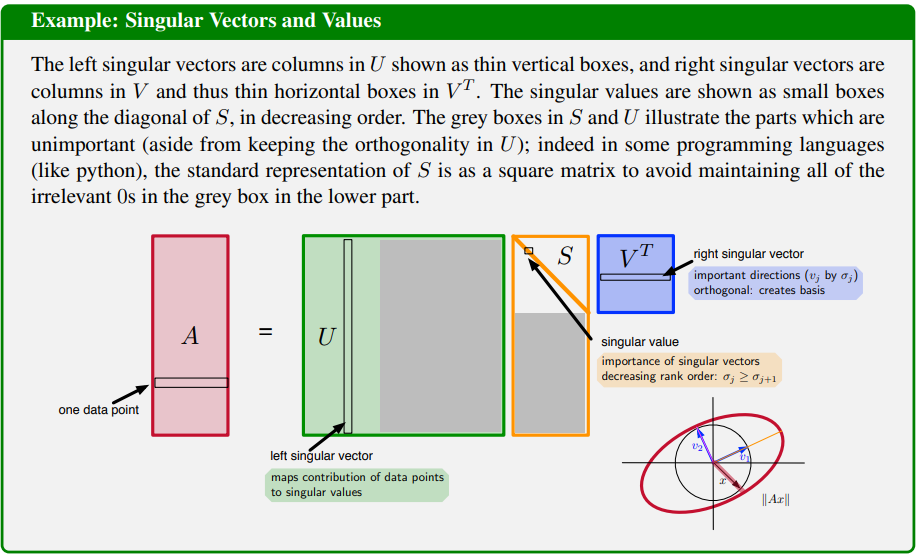 Example: Singular Vectors and Values
The left singular vectors are columns in U shown as thin vertical boxes, and right singular vectors are
columns in V and thus thin horizontal boxes in V^T. The singular values are shown as small boxes
along the diagonal of S, in decreasing order. The grey boxes in S and U illustrate the parts which are
unimportant (aside from keeping the orthogonality in U); indeed in some programming languages
(like python), the standard representation of S is as a square matrix to avoid maintaining all of the
irrelevant 0s in the grey box in the lower part.
A
=
U
S
V^T
right singular vector
important directions (v_j by σ_j)
orthogonal: creates basis
singular value
importance of singular vectors
decreasing rank order: σ_j ≥ σ_{j+1}
one data point
left singular vector
maps contribution of data points
to singular values
v_2
v_1
x
‖Ax‖